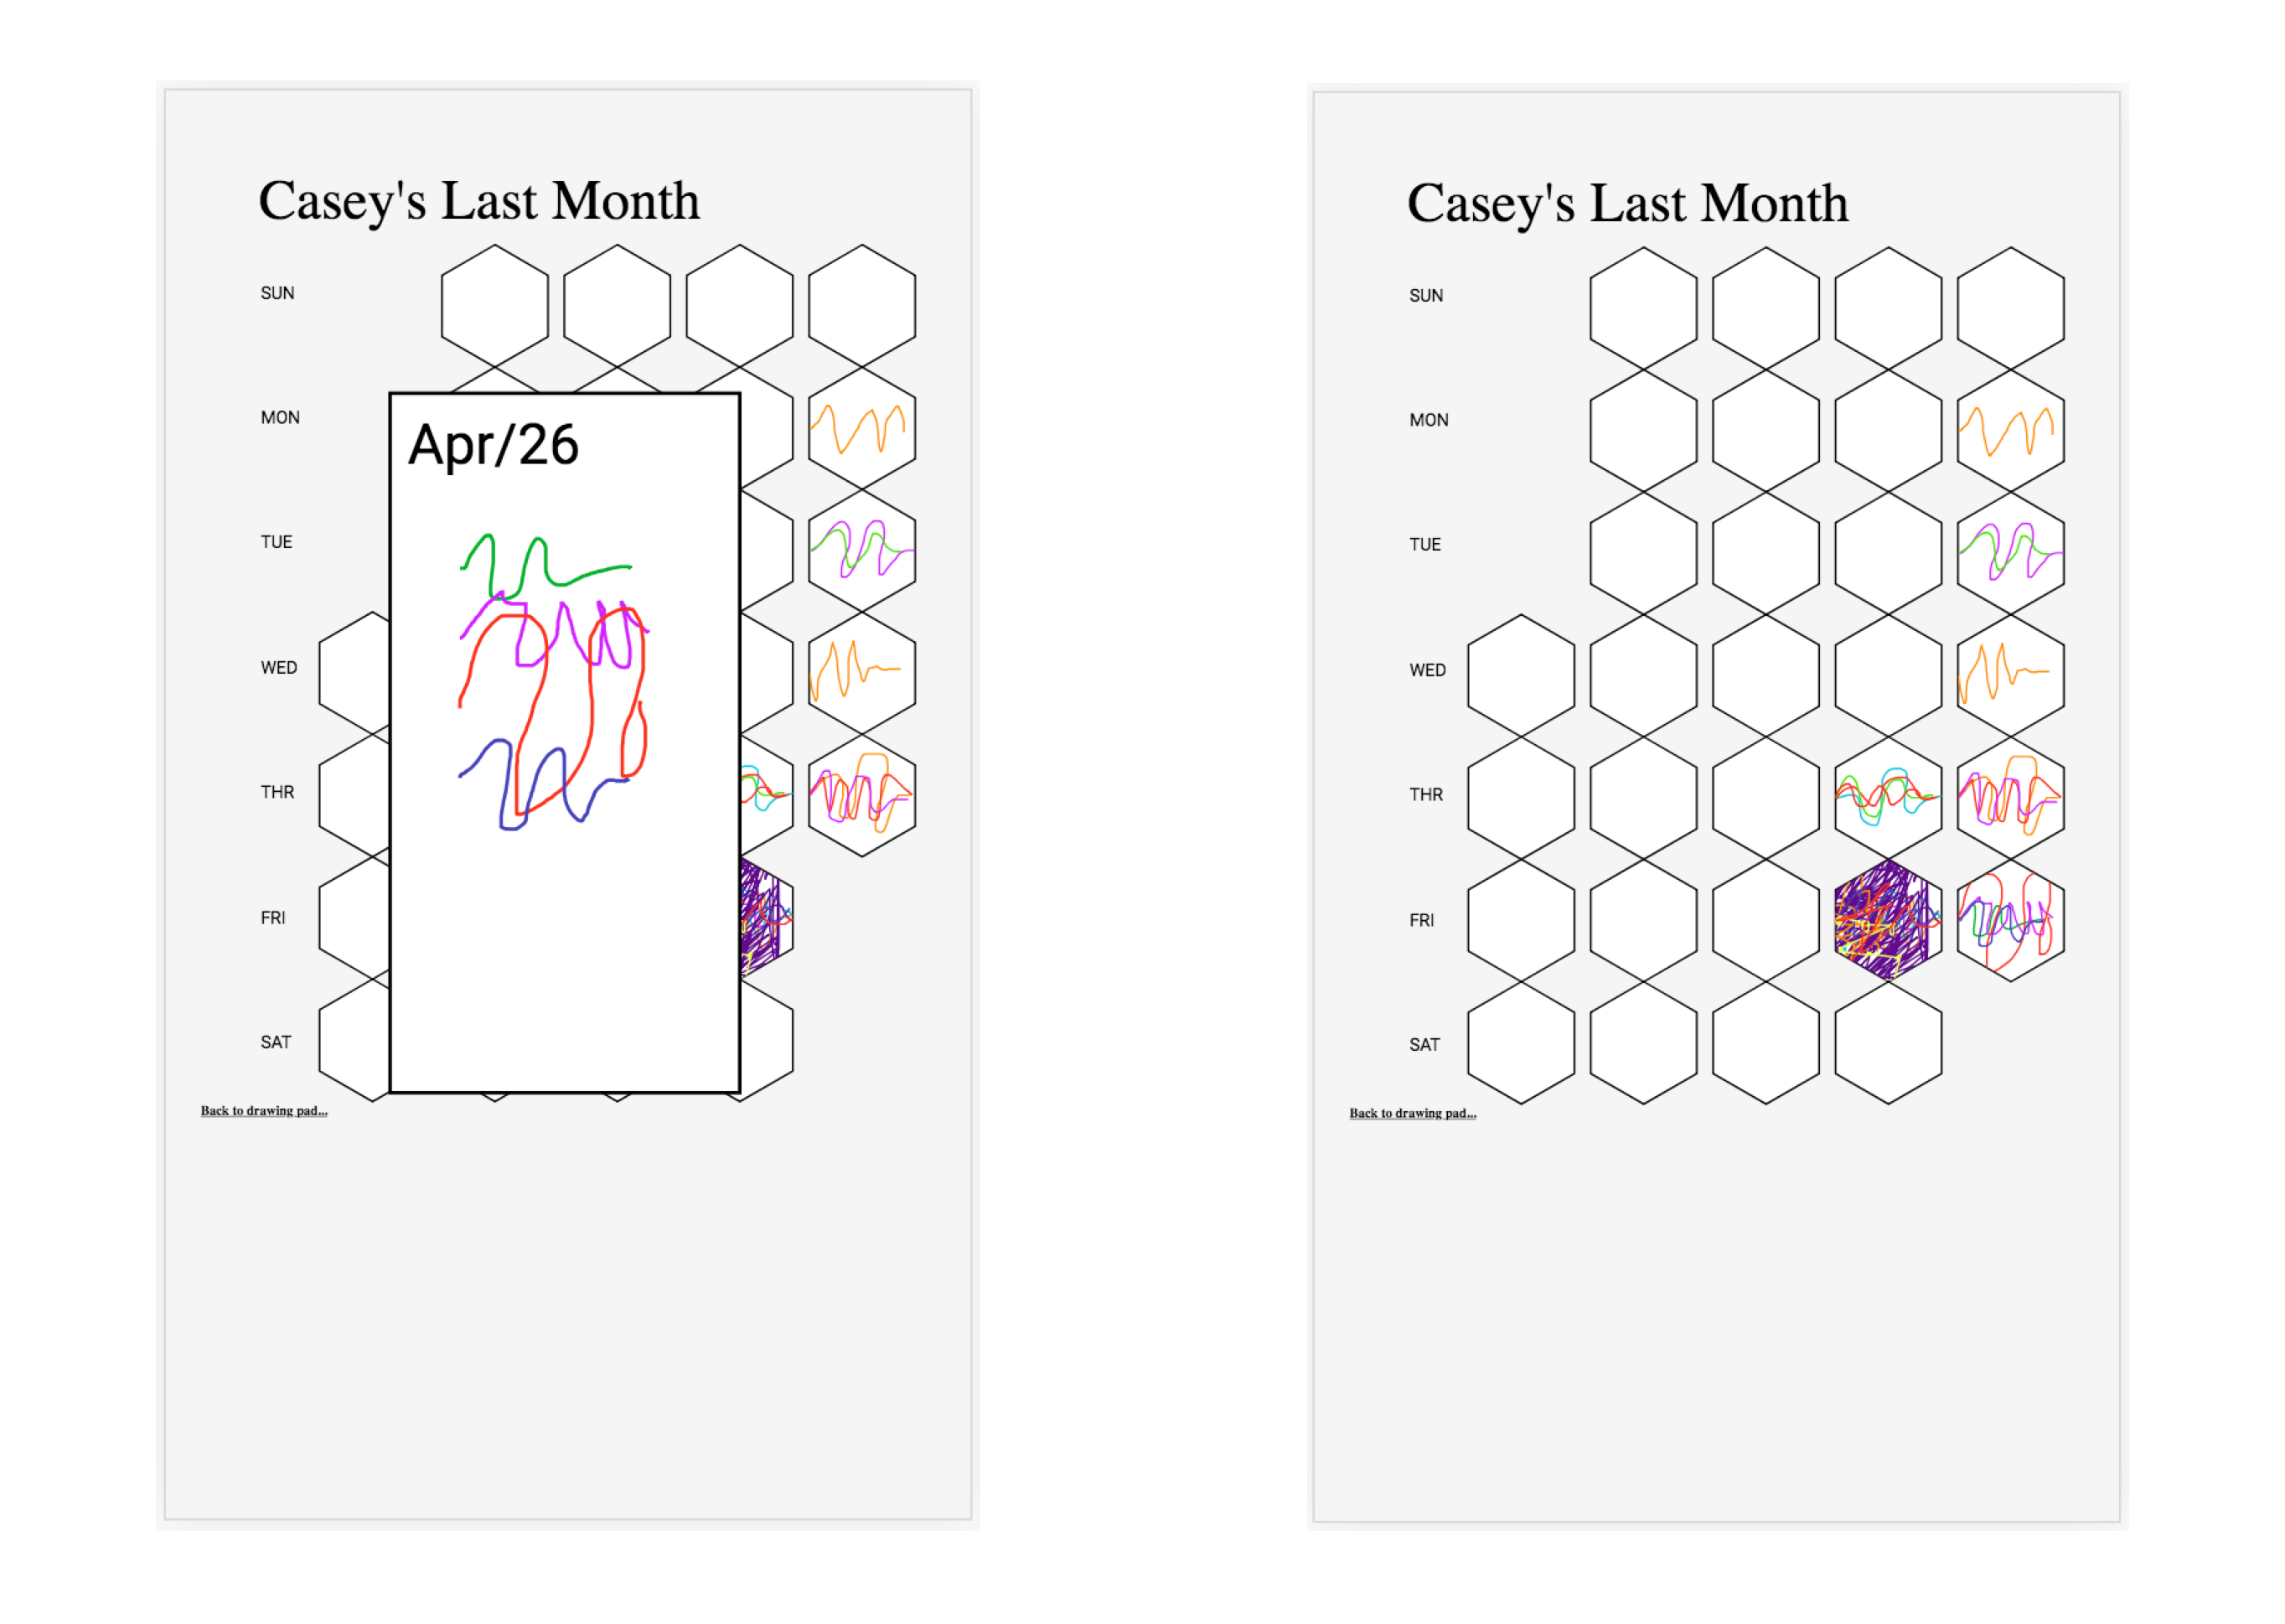 Casey's Last Month
SUN
MON
TUE
WED
THR
FRI
SAT
Apr/26
Back to drawing pad...
Casey's Last Month
SUN
MON
TUE
WED
THR
FRI
SAT
Back to drawing pad...